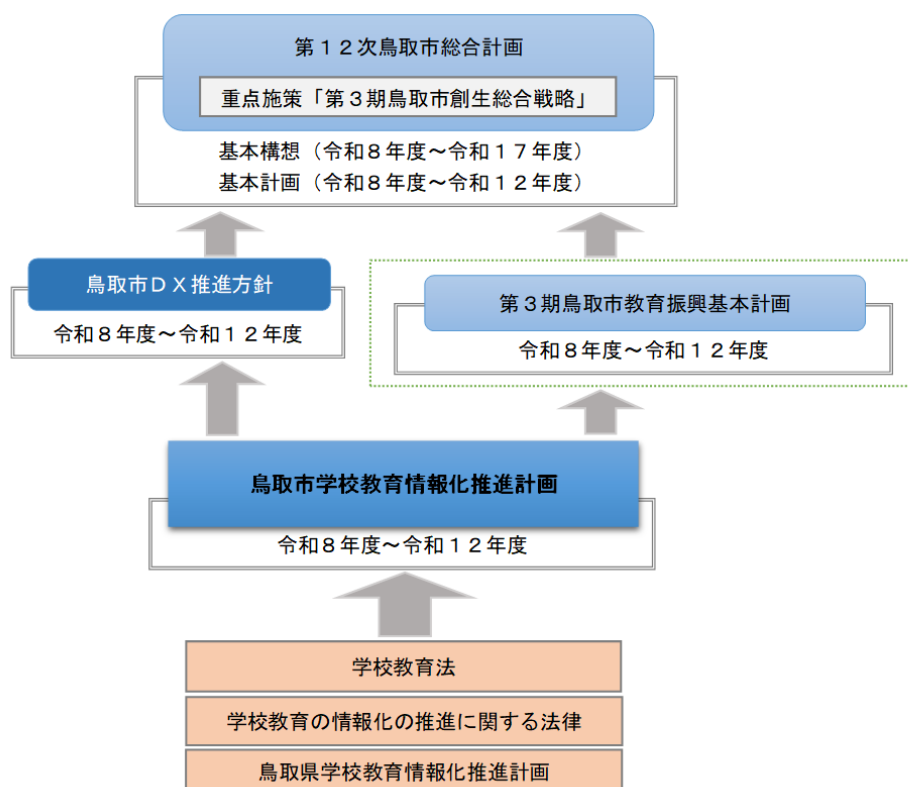 第１２次鳥取市総合計画
重点施策「第３期鳥取市創生総合戦略」
基本構想（令和８年度～令和１７年度）
基本計画（令和８年度～令和１２年度）
鳥取市ＤＸ推進方針
令和８年度～令和１２年度
第３期鳥取市教育振興基本計画
令和８年度～令和１２年度
鳥取市学校教育情報化推進計画
令和８年度～令和１２年度
学校教育法
学校教育の情報化の推進に関する法律
鳥取県学校教育情報化推進計画